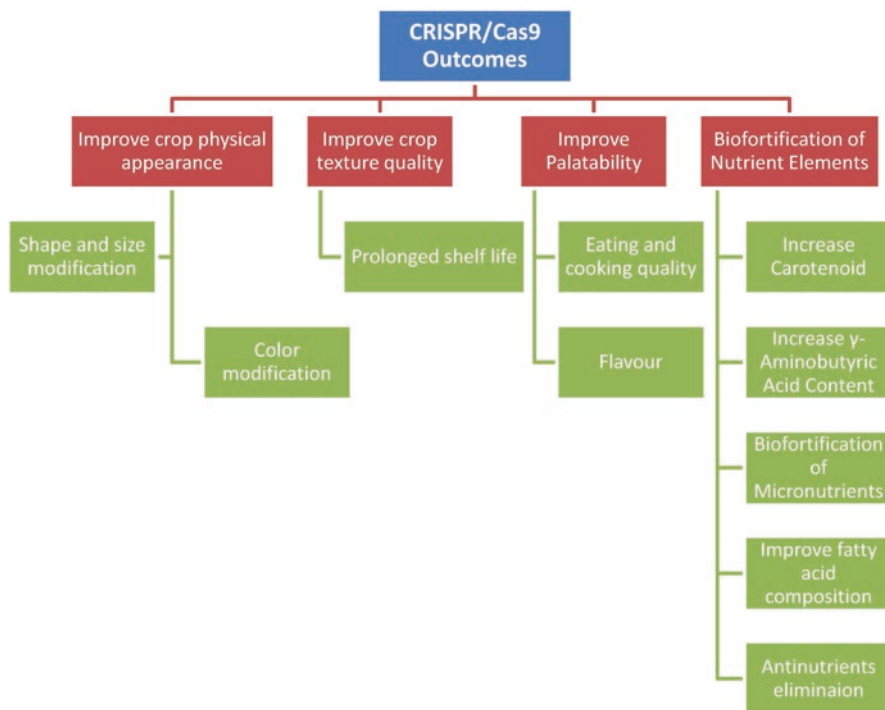 CRISPR/Cas9
Outcomes
Improve crop physical
appearance
Improve crop
texture quality
Improve
Palatability
Biofortification of
Nutrient Elements
Shape and size
modification
Color
modification
Prolonged shelf life
Eating and
cooking quality
Flavour
Increase
Carotenoid
Increase γ-
Aminobutyric
Acid Content
Biofortification
of
Micronutrients
Improve fatty
acid
composition
Antinutrients
eliminaion